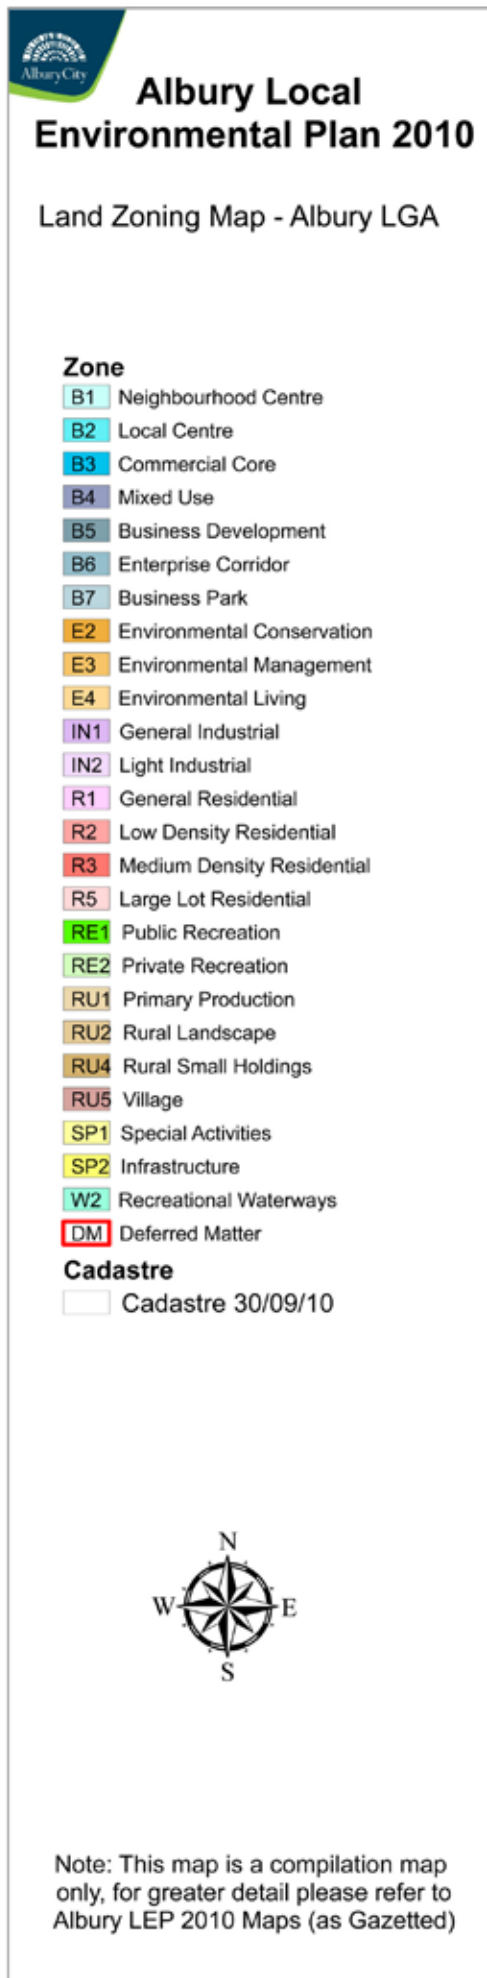 AlburyCity
Albury Local
Environmental Plan 2010
Land Zoning Map - Albury LGA
Zone
B1 Neighbourhood Centre
B2 Local Centre
B3 Commercial Core
B4 Mixed Use
B5 Business Development
B6 Enterprise Corridor
B7 Business Park
E2 Environmental Conservation
E3 Environmental Management
E4 Environmental Living
IN1 General Industrial
IN2 Light Industrial
R1 General Residential
R2 Low Density Residential
R3 Medium Density Residential
R5 Large Lot Residential
RE1 Public Recreation
RE2 Private Recreation
RU1 Primary Production
RU2 Rural Landscape
RU4 Rural Small Holdings
RU5 Village
SP1 Special Activities
SP2 Infrastructure
W2 Recreational Waterways
DM Deferred Matter
Cadastre
Cadastre 30/09/10
N
W E
S
Note: This map is a compilation map
only, for greater detail please refer to
Albury LEP 2010 Maps (as Gazetted)